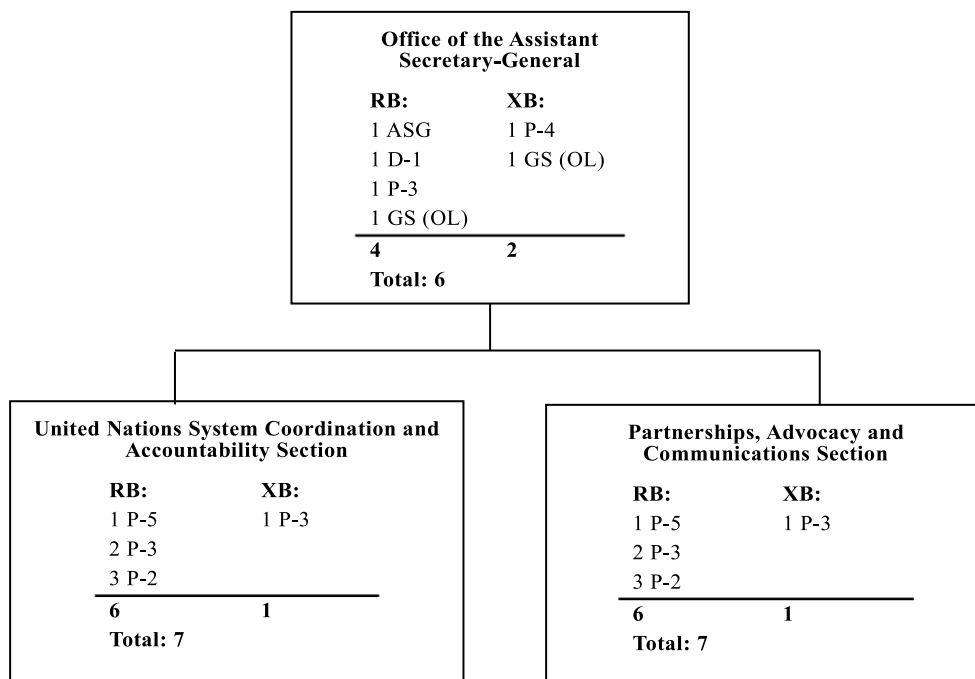 Office of the Assistant
Secretary-General
RB: XB:
1 ASG 1 P-4
1 D-1 1 GS (OL)
1 P-3
1 GS (OL)
4 2
Total: 6
United Nations System Coordination and
Accountability Section
RB: XB:
1 P-5 1 P-3
2 P-3
3 P-2
6 1
Total: 7
Partnerships, Advocacy and
Communications Section
RB: XB:
1 P-5 1 P-3
2 P-3
3 P-2
6 1
Total: 7